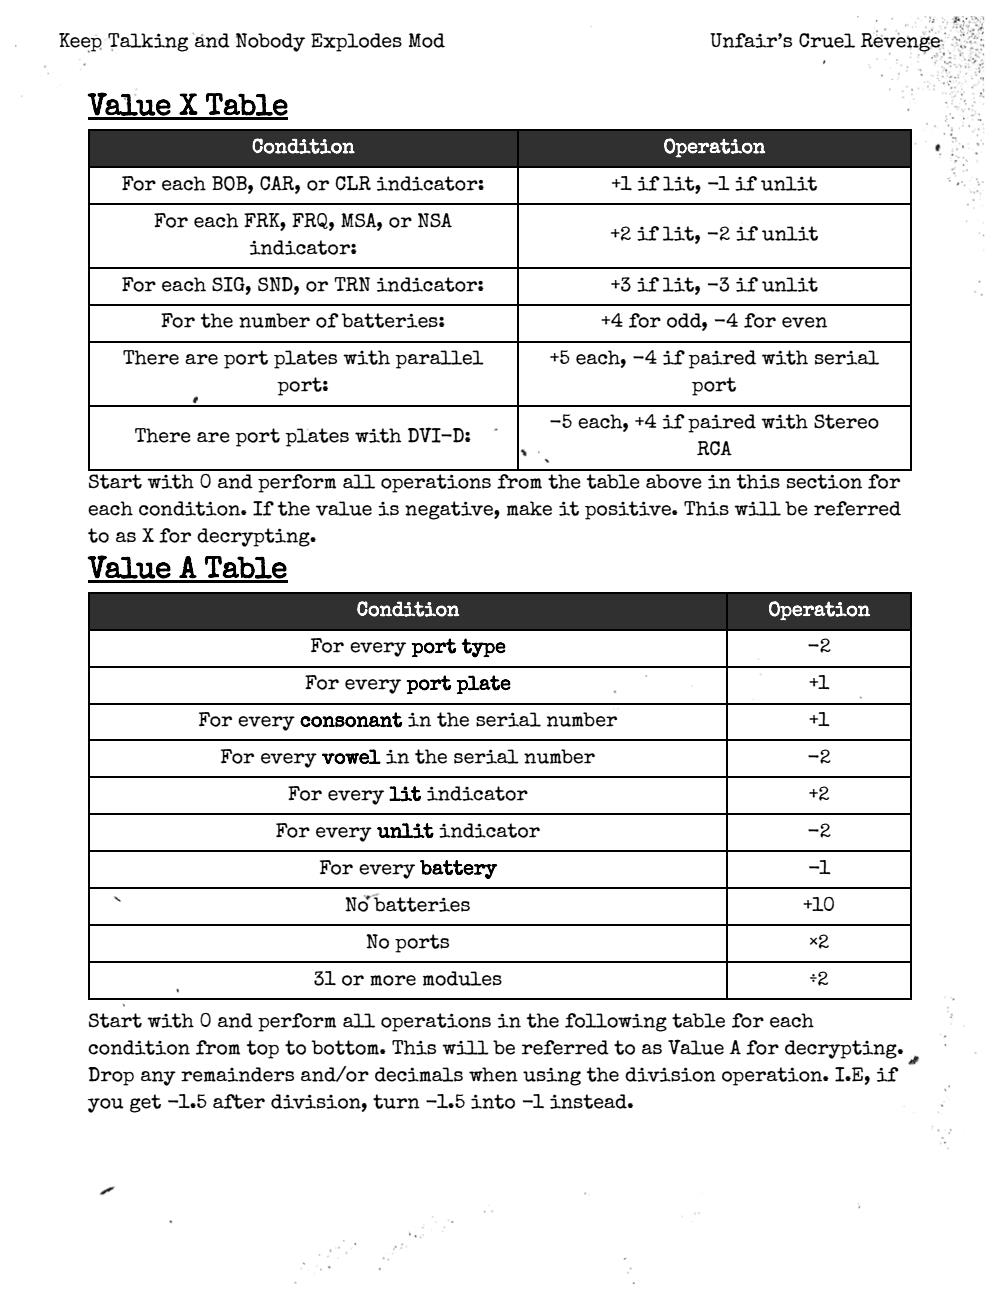 Keep Talking and Nobody Explodes Mod
Unfair's Cruel Revenge
Value X Table
Condition
Operation
For each BOB, CAR, or CLR indicator:
+1 if lit, -1 if unlit
For each FRK, FRQ, MSA, or NSA
indicator:
+2 if lit, -2 if unlit
For each SIG, SND, or TRN indicator:
+3 if lit, -3 if unlit
For the number of batteries:
+4 for odd, -4 for even
There are port plates with parallel
port:
+5 each, -4 if paired with serial
port
There are port plates with DVI-D:
-5 each, +4 if paired with Stereo
RCA
Start with 0 and perform all operations from the table above in this section for
each condition. If the value is negative, make it positive. This will be referred
to as X for decrypting.
Value A Table
Condition
Operation
For every port type
-2
For every port plate
+1
For every consonant in the serial number
+1
For every vowel in the serial number
-2
For every lit indicator
+2
For every unlit indicator
-2
For every battery
-1
No batteries
+10
No ports
×2
31 or more modules
÷2
Start with 0 and perform all operations in the following table for each
condition from top to bottom. This will be referred to as Value A for decrypting.
Drop any remainders and/or decimals when using the division operation. I.E, if
you get -1.5 after division, turn -1.5 into -1 instead.